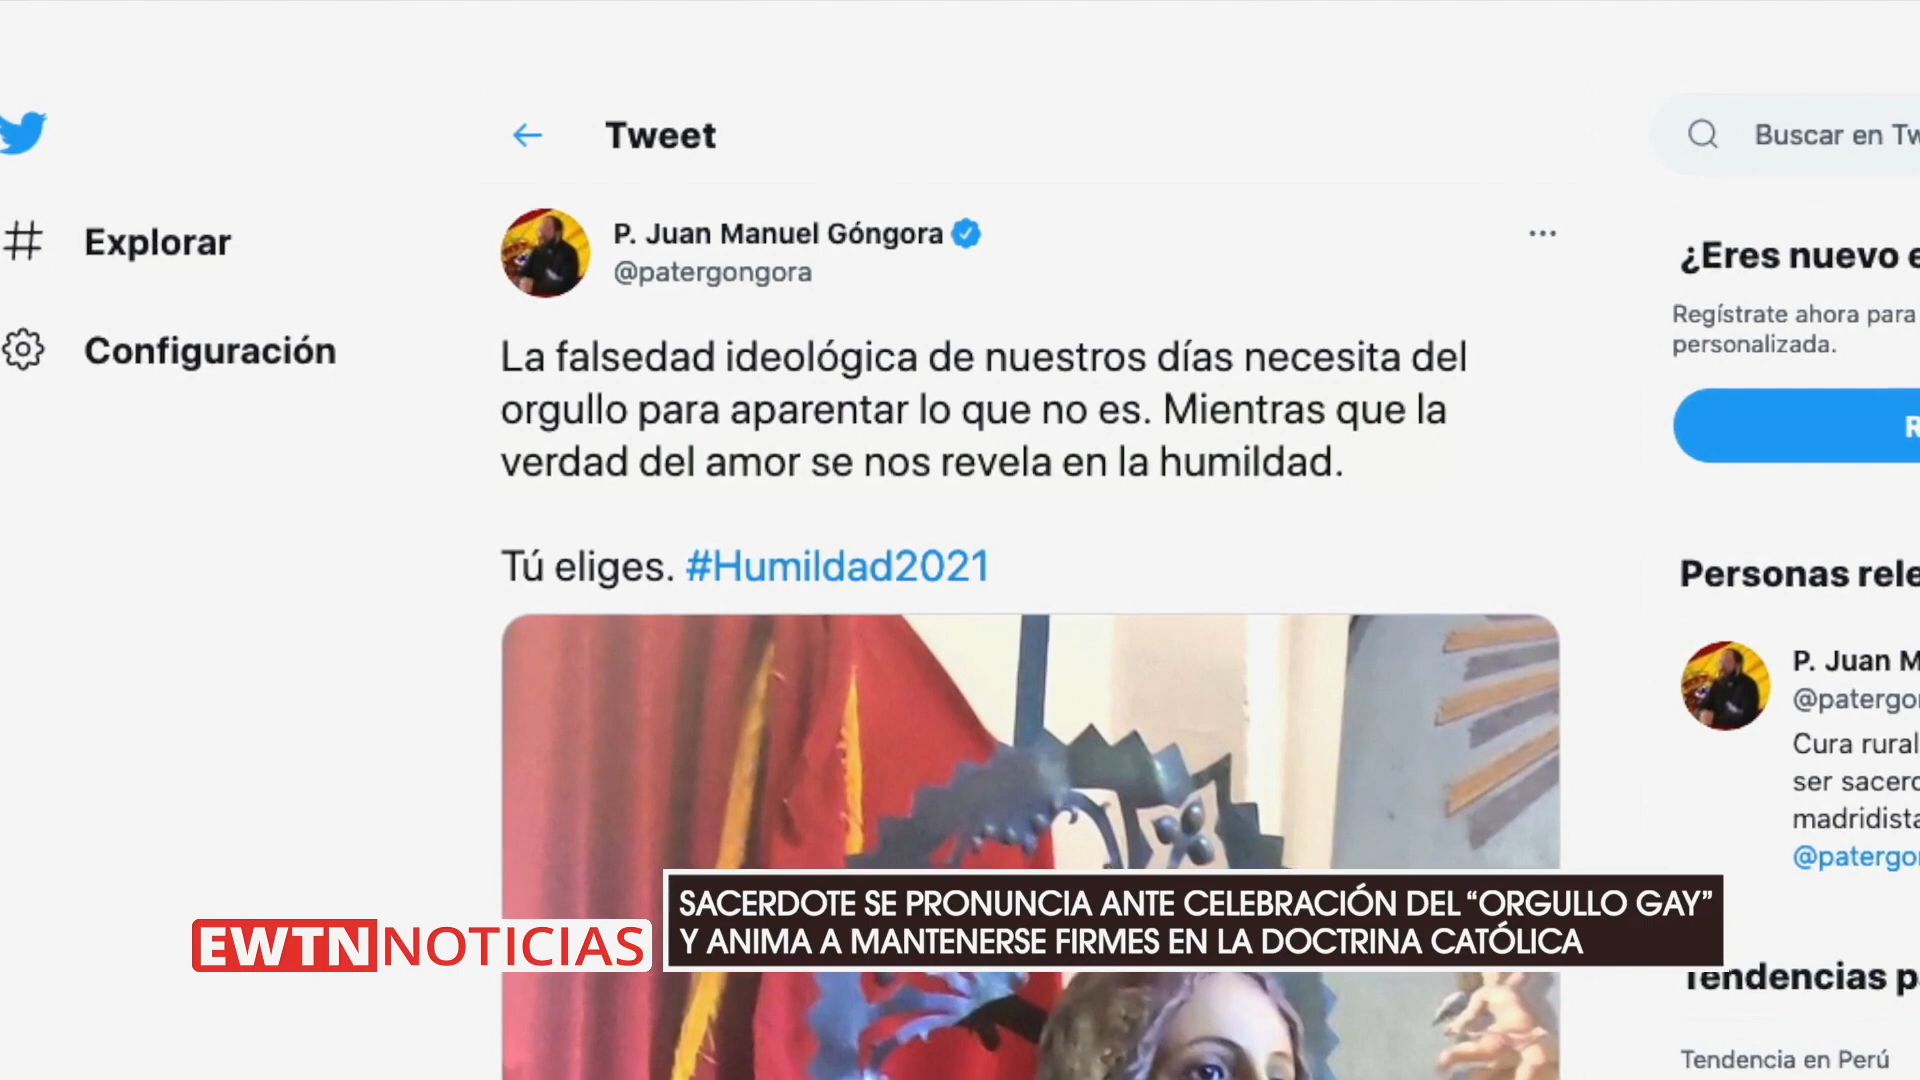 Tweet
Buscar en Tw
P. Juan Manuel Góngora
@patergongora
Explorar
Configuración
La falsedad ideológica de nuestros días necesita del
orgullo para aparentar lo que no es. Mientras que la
verdad del amor se nos revela en la humildad.
Tú eliges. #Humildad2021
¿Eres nuevo e
Regístrate ahora para
personalizada.
R
Personas rele
P. Juan M
@patergon
Cura rural
ser sacerd
madridista
@patergo
SACERDOTE SE PRONUNCIA ANTE CELEBRACIÓN DEL “ORGULLO GAY”
Y ANIMA A MANTENERSE FIRMES EN LA DOCTRINA CATÓLICA
EWTN NOTICIAS
Tendencias pa
Tendencia en Perú